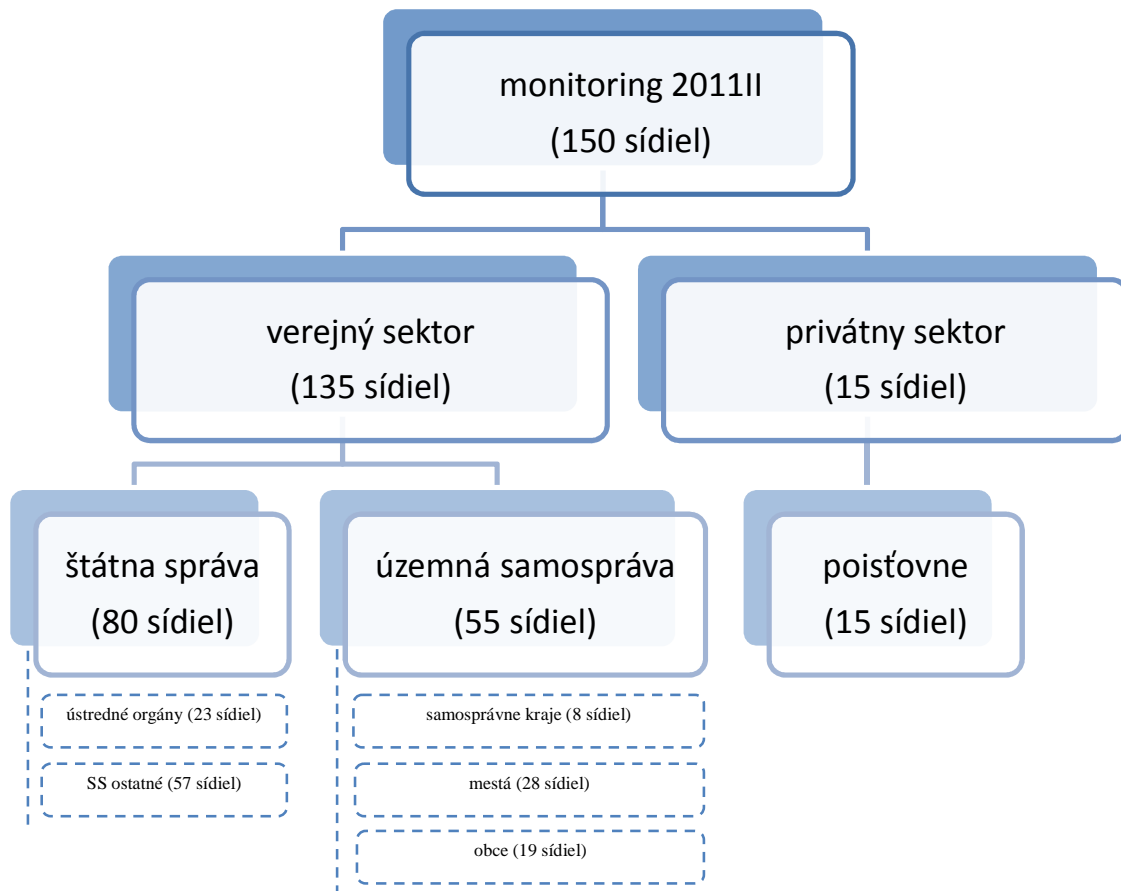 monitoring 2011II
(150 sídiel)
verejný sektor
(135 sídiel)
privátny sektor
(15 sídiel)
štátna správa
(80 sídiel)
územná samospráva
(55 sídiel)
poisťovne
(15 sídiel)
ústredné orgány (23 sídiel)
SS ostatné (57 sídiel)
samosprávne kraje (8 sídiel)
mestá (28 sídiel)
obce (19 sídiel)